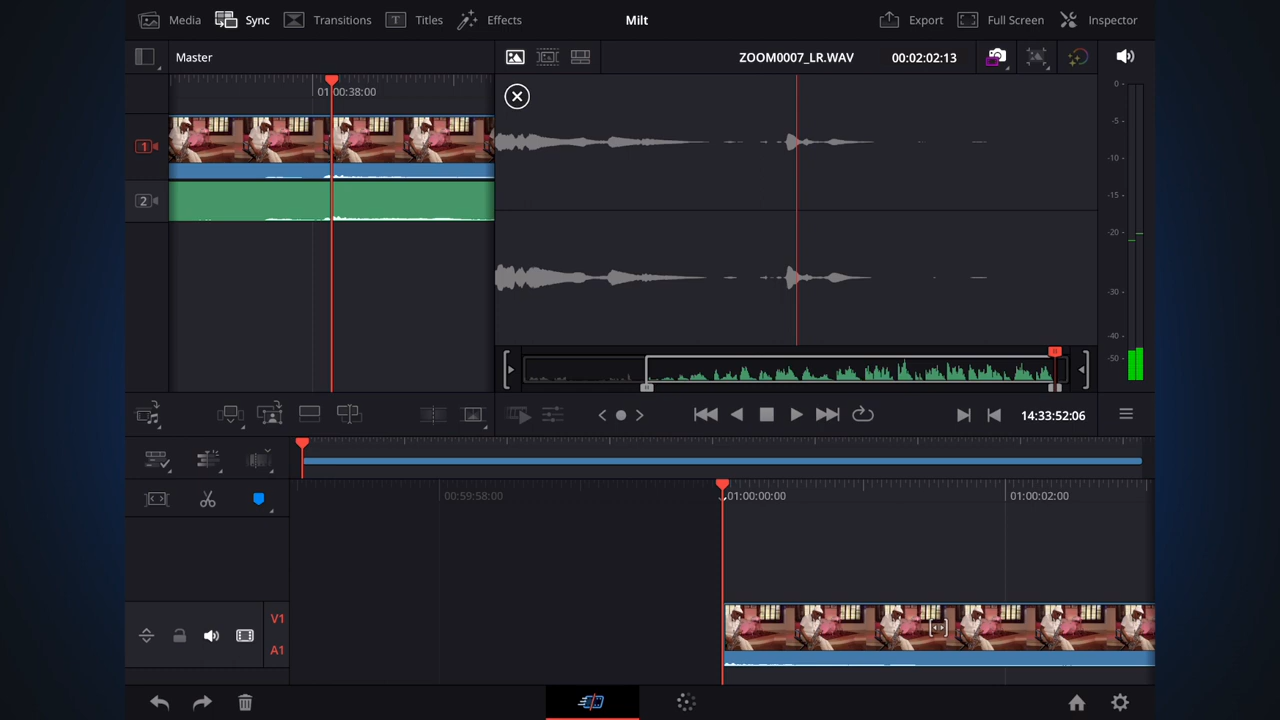 Media Sync Transitions T Titles Effects Milt Export Full Screen Inspector
Master ZOOM0007_LR.WAV 00:02:02:13
01:00:38:00
0
-5
-10
-15
-20
-30
-40
-50
1
2
14:33:52:06
00:59:58:00 01:00:00:00 01:00:02:00
V1
A1